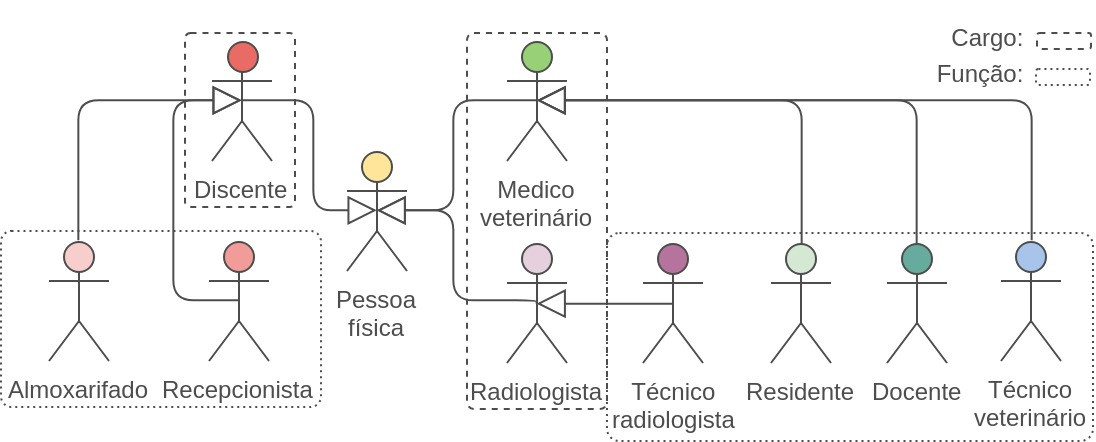 Cargo:
Função:
Discente
Medico
veterinário
Pessoa
física
Almoxarifado
Recepcionista
Radiologista
Técnico
radiologista
Residente
Docente
Técnico
veterinário